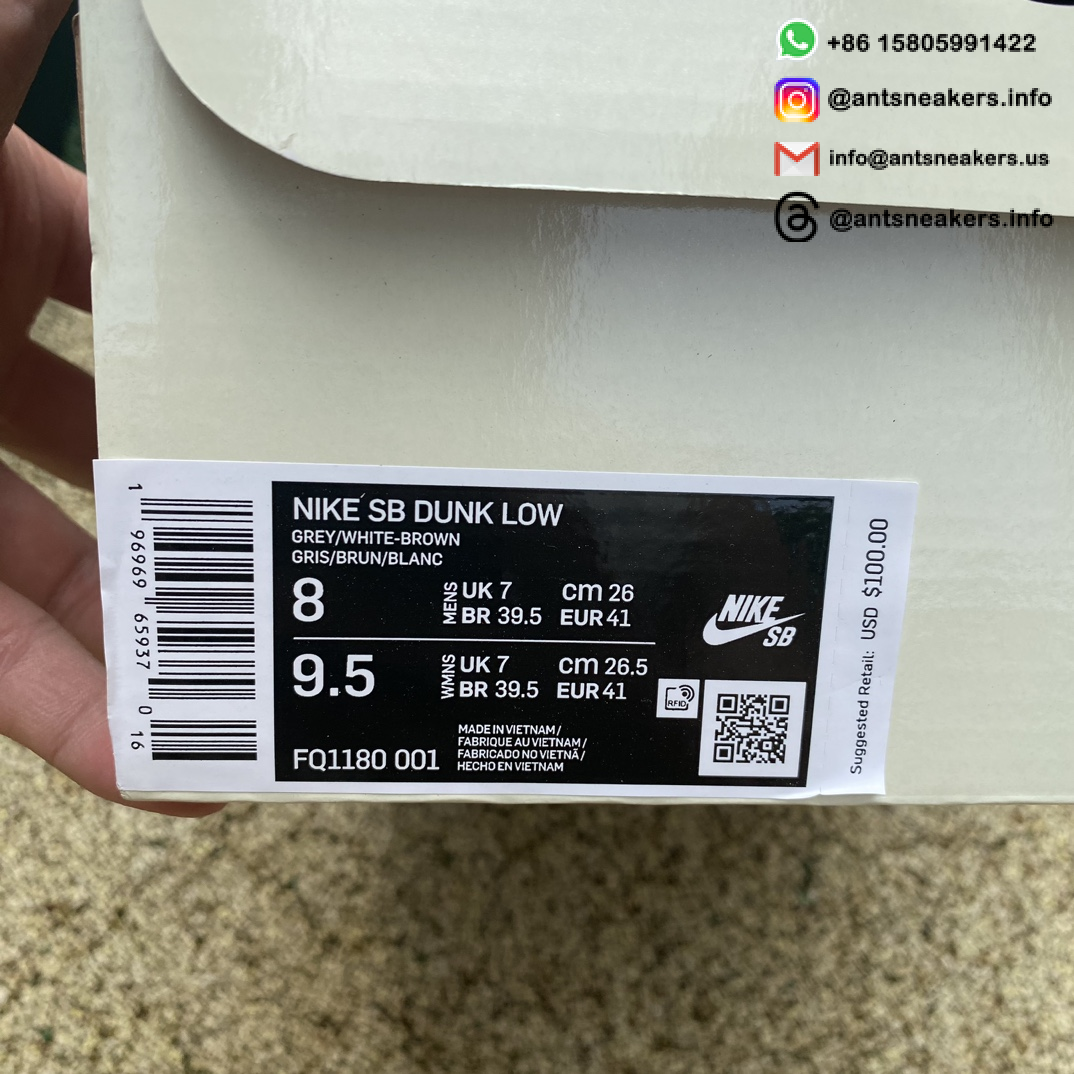 +86 15805991422
@antsneakers.info
info@antsneakers.us
@antsneakers.info
1 96969 65937 0 16
NIKE SB DUNK LOW
GREY/WHITE-BROWN
GRIS/BRUN/BLANC
8 MENS UK 7 cm 26
BR 39.5 EUR 41
9.5 WMNS UK 7 cm 26.5
BR 39.5 EUR 41
NIKE
SB
RFID
MADE IN VIETNAM/
FABRIQUE AU VIETNAM/
FABRICADO NO VIETNÃ/
HECHO EN VIETNAM
FQ1180 001
Suggested Retail: USD $100.00